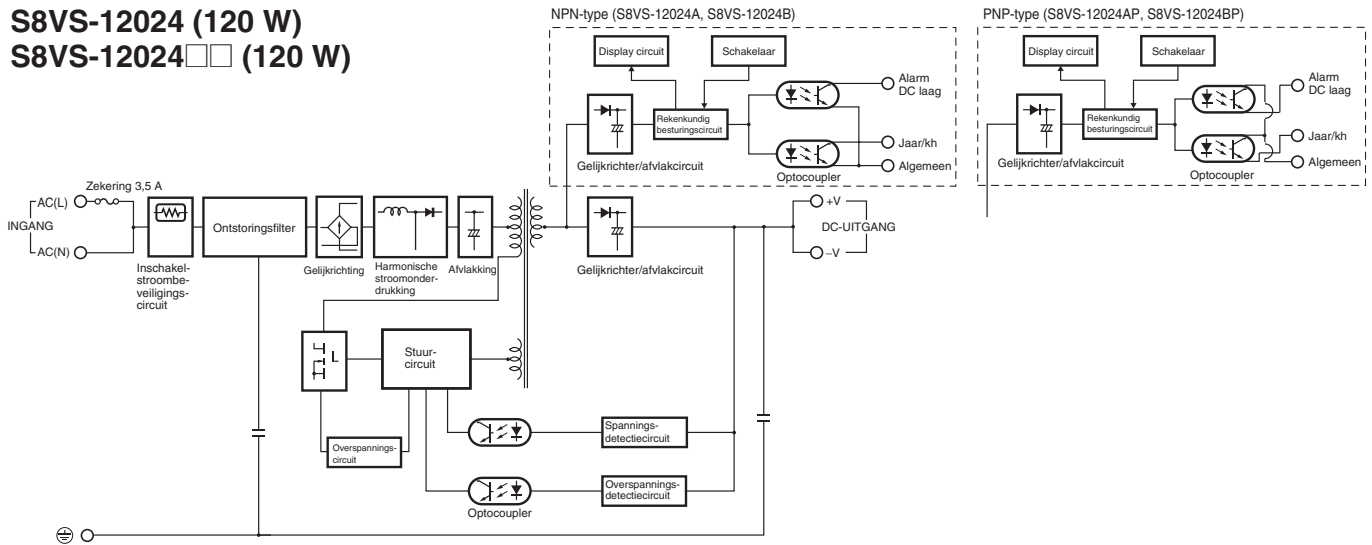 S8VS-12024 (120 W)
S8VS-12024□□ (120 W)
NPN-type (S8VS-12024A, S8VS-12024B)
Display circuit
Schakelaar
Rekenkundig
besturingscircuit
Gelijkrichter/afvlakcircuit
Optocoupler
Alarm
DC laag
Jaar/kh
Algemeen
PNP-type (S8VS-12024AP, S8VS-12024BP)
Display circuit
Schakelaar
Rekenkundig
besturingscircuit
Gelijkrichter/afvlakcircuit
Optocoupler
Alarm
DC laag
Jaar/kh
Algemeen
Zekering 3,5 A
AC(L)
INGANG
AC(N)
Inschakel-
stroombe-
veiligings-
circuit
Ontstoringsfilter
Gelijkrichting
Harmonische
stroomonder-
drukking
Afvlakking
Gelijkrichter/afvlakcircuit
+V
DC-UITGANG
–V
Stuur-
circuit
Overspannings-
circuit
Spannings-
detectiecircuit
Overspannings-
detectiecircuit
Optocoupler